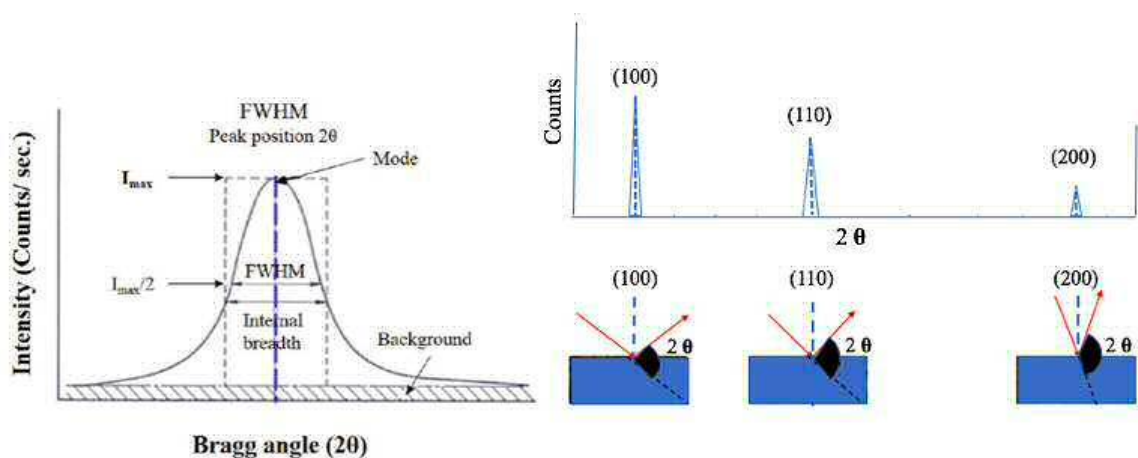 FWHM
Peak position 2θ
Mode
Imax
Imax/2
FWHM
Internal
breadth
Background
Intensity (Counts/ sec.)
Bragg angle (2θ)
Counts
(100)
(110)
(200)
2 θ
(100)
(110)
(200)
2 θ
2 θ
2 θ